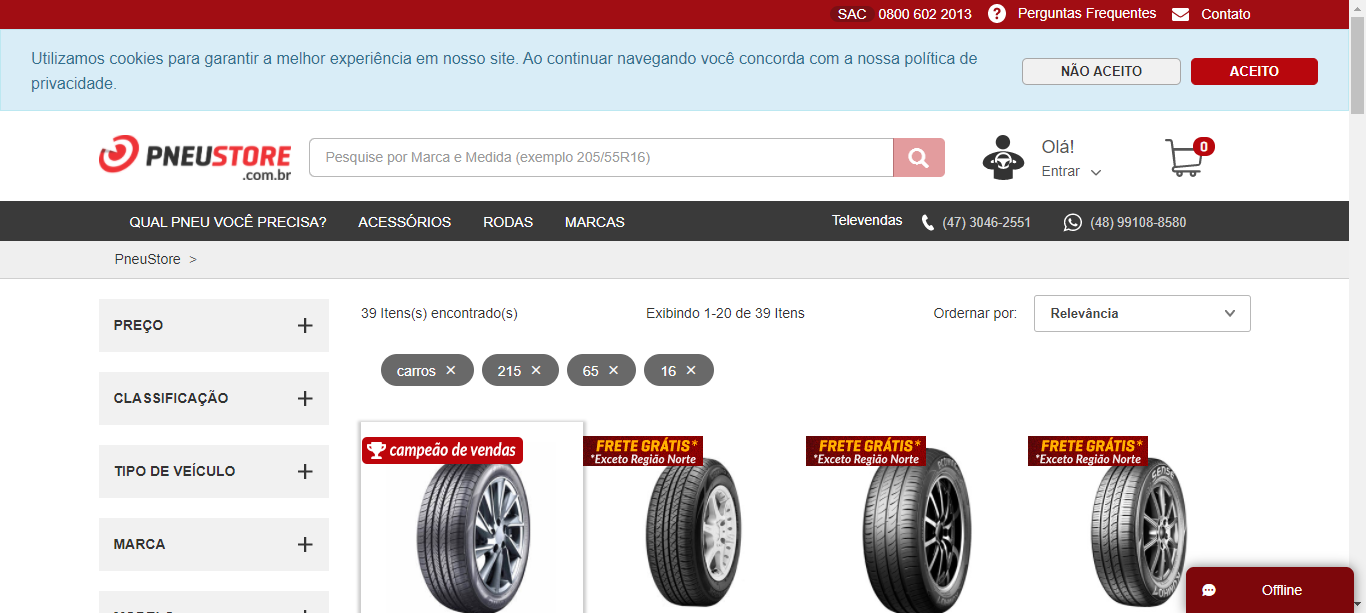 SAC 0800 602 2013 ? Perguntas Frequentes Contato
Utilizamos cookies para garantir a melhor experiência em nosso site. Ao continuar navegando você concorda com a nossa política de
privacidade.
NÃO ACEITO ACEITO
PNEUSTORE
.com.br
Pesquise por Marca e Medida (exemplo 205/55R16)
Olá!
Entrar
0
QUAL PNEU VOCÊ PRECISA? ACESSÓRIOS RODAS MARCAS Televendas (47) 3046-2551 (48) 99108-8580
PneuStore >
PREÇO +
CLASSIFICAÇÃO +
TIPO DE VEÍCULO +
MARCA +
39 Itens(s) encontrado(s) Exibindo 1-20 de 39 Itens Ordernar por: Relevância
carros × 215 × 65 × 16 ×
campeão de vendas
FRETE GRÁTIS*
*Exceto Região Norte
FRETE GRÁTIS*
*Exceto Região Norte
FRETE GRÁTIS*
*Exceto Região Norte
SENSE
Offline